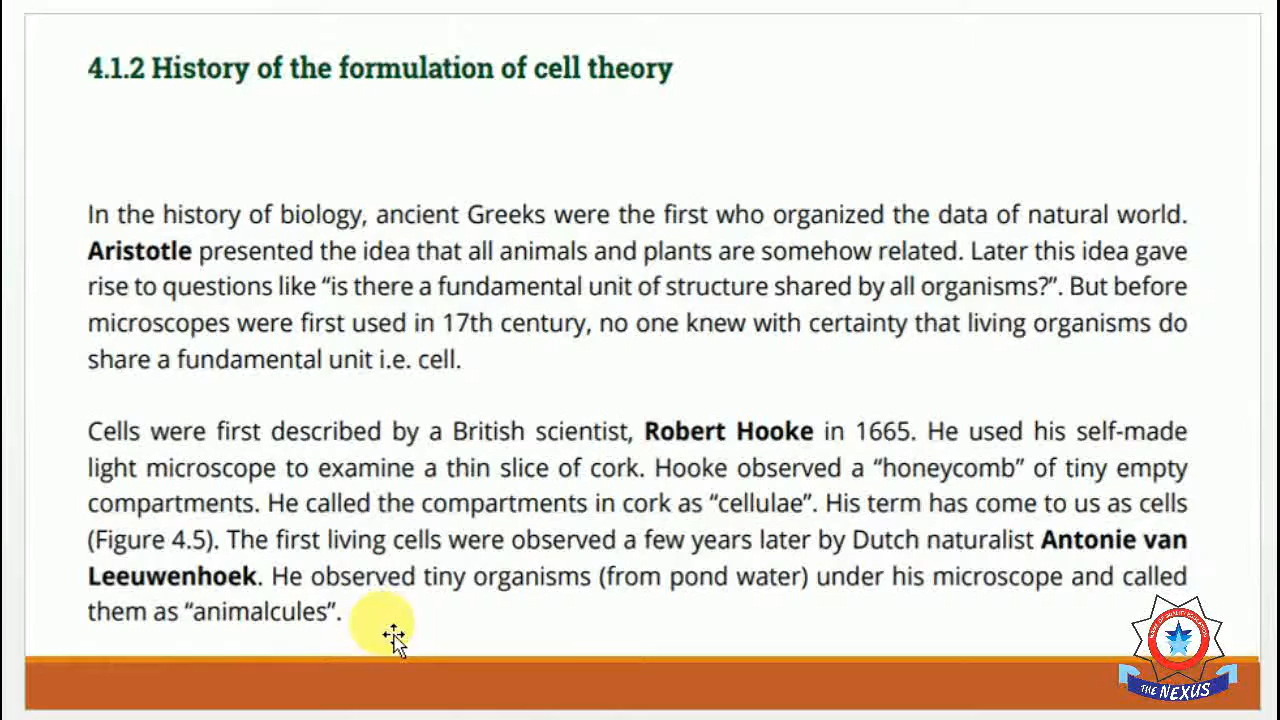 4.1.2 History of the formulation of cell theory
In the history of biology, ancient Greeks were the first who organized the data of natural world.
Aristotle presented the idea that all animals and plants are somehow related. Later this idea gave
rise to questions like “is there a fundamental unit of structure shared by all organisms?”. But before
microscopes were first used in 17th century, no one knew with certainty that living organisms do
share a fundamental unit i.e. cell.
Cells were first described by a British scientist, Robert Hooke in 1665. He used his self-made
light microscope to examine a thin slice of cork. Hooke observed a “honeycomb” of tiny empty
compartments. He called the compartments in cork as “cellulae”. His term has come to us as cells
(Figure 4.5). The first living cells were observed a few years later by Dutch naturalist Antonie van
Leeuwenhoek. He observed tiny organisms (from pond water) under his microscope and called
them as “animalcules”.
THE NEXUS